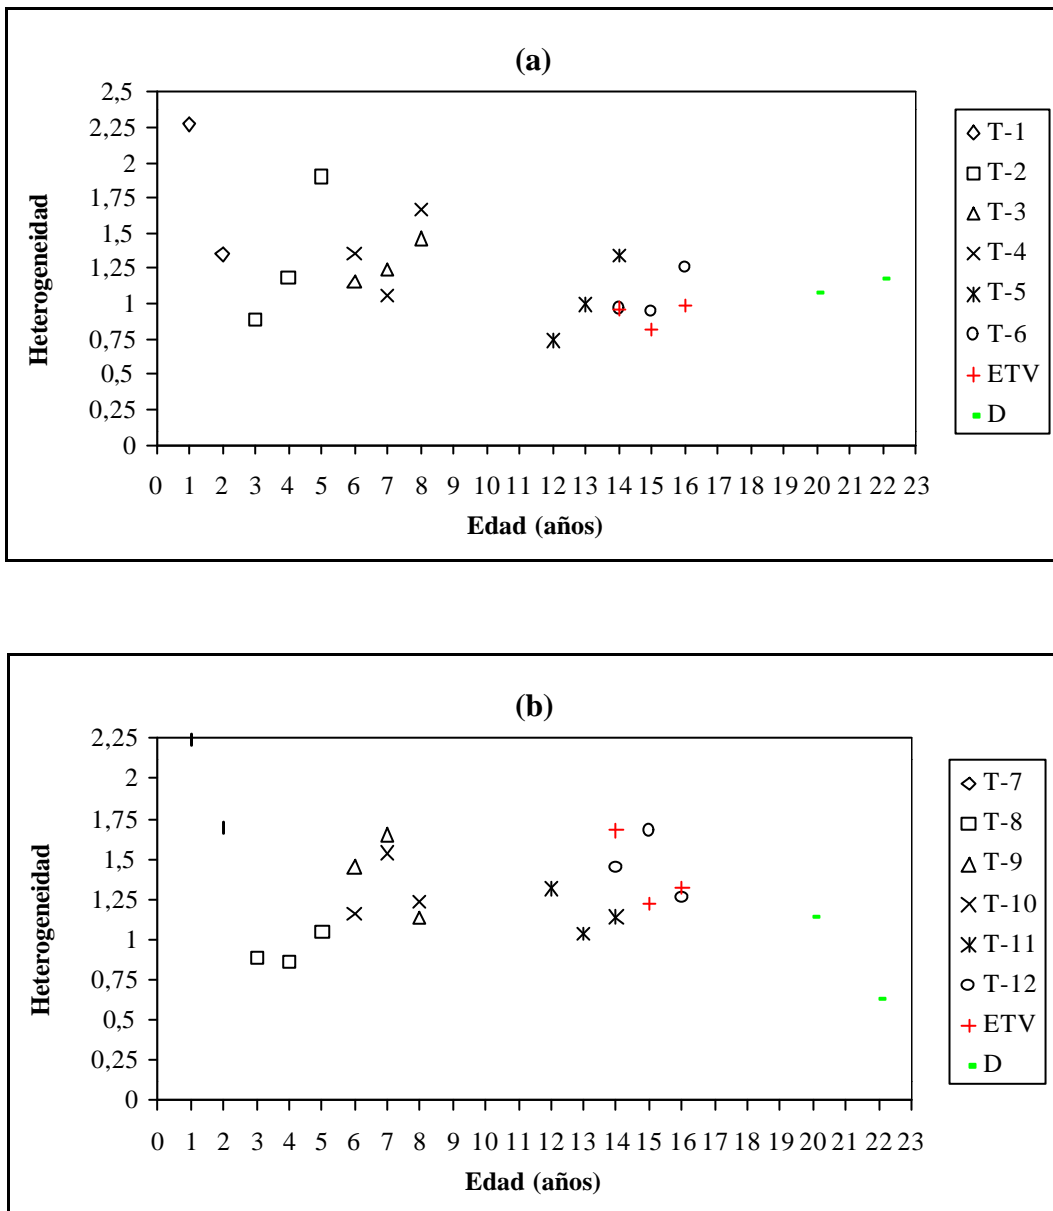 (a)
2,5
2,25
2
1,75
1,5
1,25
1
0,75
0,5
0,25
0
Heterogeneidad
0 1 2 3 4 5 6 7 8 9 10 11 12 13 14 15 16 17 18 19 20 21 22 23
Edad (años)
T-1
T-2
T-3
T-4
T-5
T-6
ETV
D
(b)
2,25
2
1,75
1,5
1,25
1
0,75
0,5
0,25
0
Heterogeneidad
0 1 2 3 4 5 6 7 8 9 10 11 12 13 14 15 16 17 18 19 20 21 22 23
Edad (años)
T-7
T-8
T-9
T-10
T-11
T-12
ETV
D